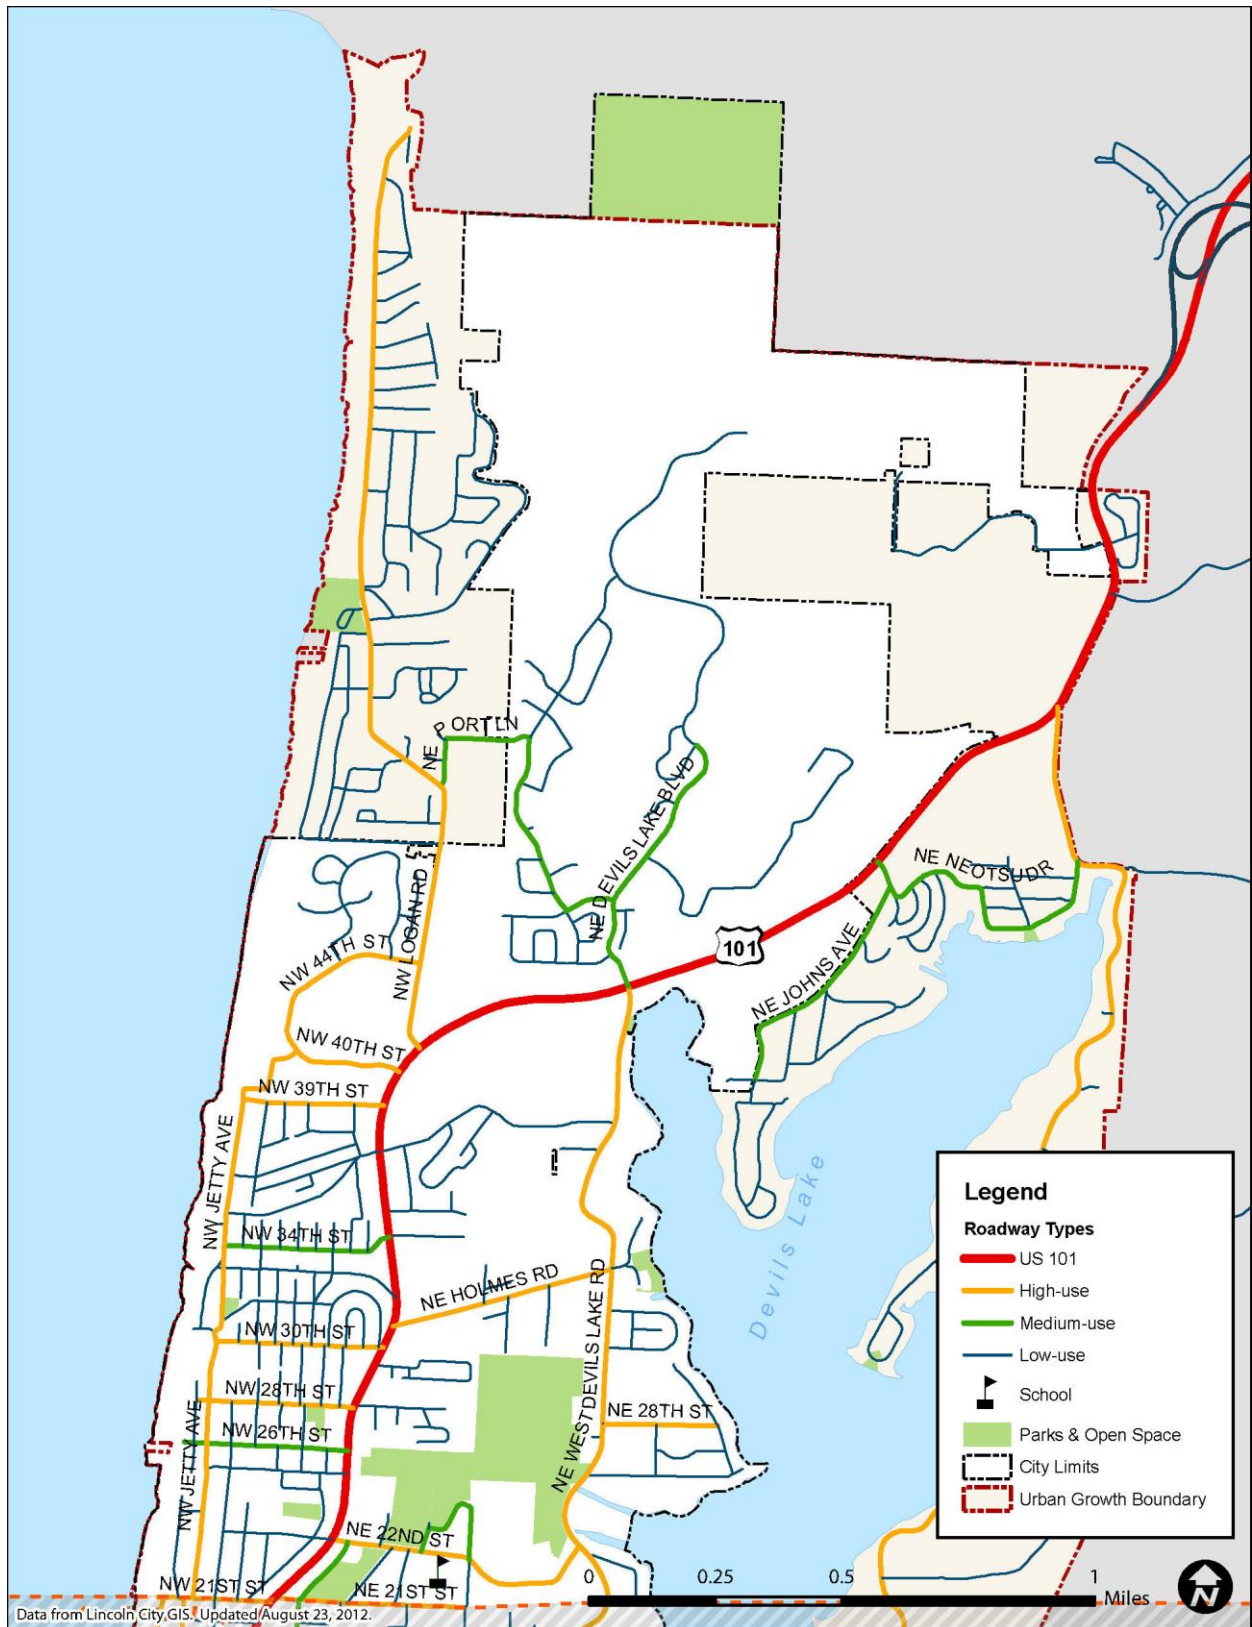 NE
PORT LN
NE DEVILS LAKE BLVD
NE NEOTSU DR
NW LOGAN RD
NW 44TH ST
101
NE JOHNS AVE
NW 40TH ST
NW 39TH ST
NW JETTY AVE
NW 34TH ST
Devils Lake
NE HOLMES RD
NE WEST DEVILS LAKE RD
NW 30TH ST
NW 28TH ST
NE 28TH ST
NW 26TH ST
NW JETTY AVE
NE 22ND ST
NW 21ST ST
NE 21ST ST
Legend
Roadway Types
US 101
High-use
Medium-use
Low-use
School
Parks & Open Space
City Limits
Urban Growth Boundary
0 0.25 0.5 1
Miles
N
Data from Lincoln City GIS. Updated August 23, 2012.